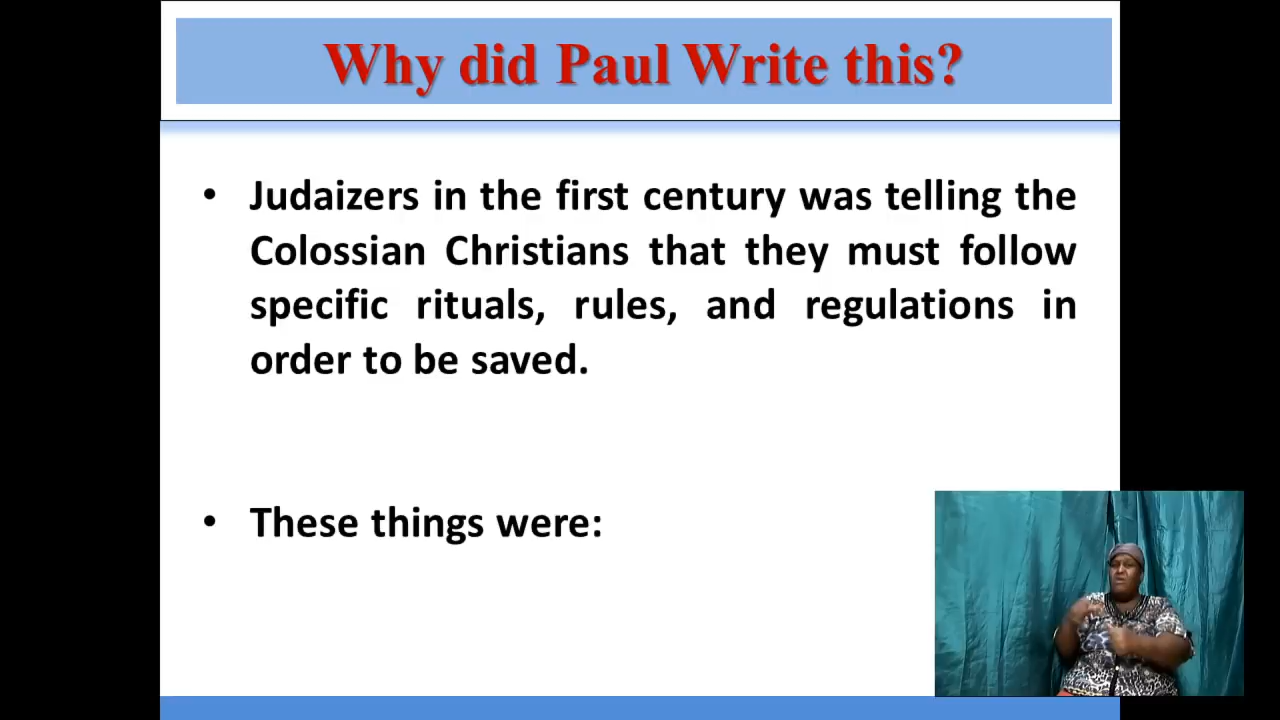 Why did Paul Write this?
• Judaizers in the first century was telling the
Colossian Christians that they must follow
specific rituals, rules, and regulations in
order to be saved.
• These things were: